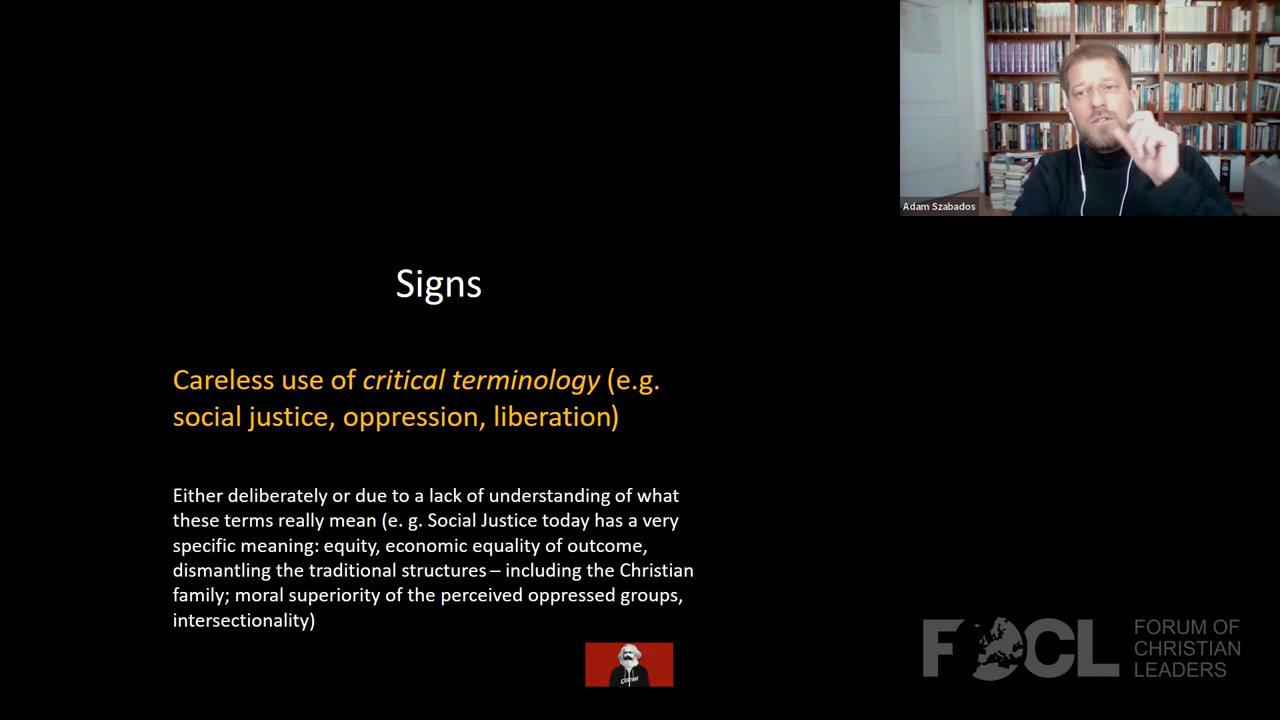 Adam Szabados
Signs
Careless use of critical terminology (e.g.
social justice, oppression, liberation)
Either deliberately or due to a lack of understanding of what
these terms really mean (e. g. Social Justice today has a very
specific meaning: equity, economic equality of outcome,
dismantling the traditional structures – including the Christian
family; moral superiority of the perceived oppressed groups,
intersectionality)
FOCL
FORUM OF
CHRISTIAN
LEADERS